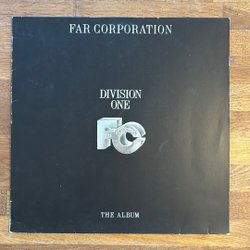 FAR CORPORATION
DIVISION
ONE
FC
THE ALBUM